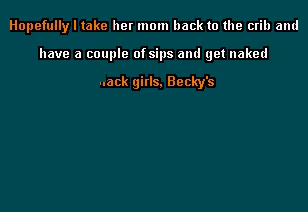 Hopefully I take her mom back to the crib and
have a couple of sips and get naked
girls, Becky's